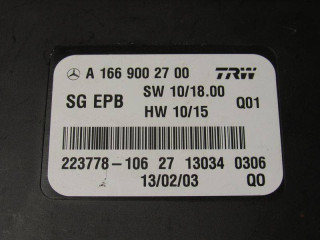 A 166 900 27 00 TRW
SG EPB SW 10/18.00 Q01
HW 10/15
223778-106 27 13034 0306
13/02/03 QO